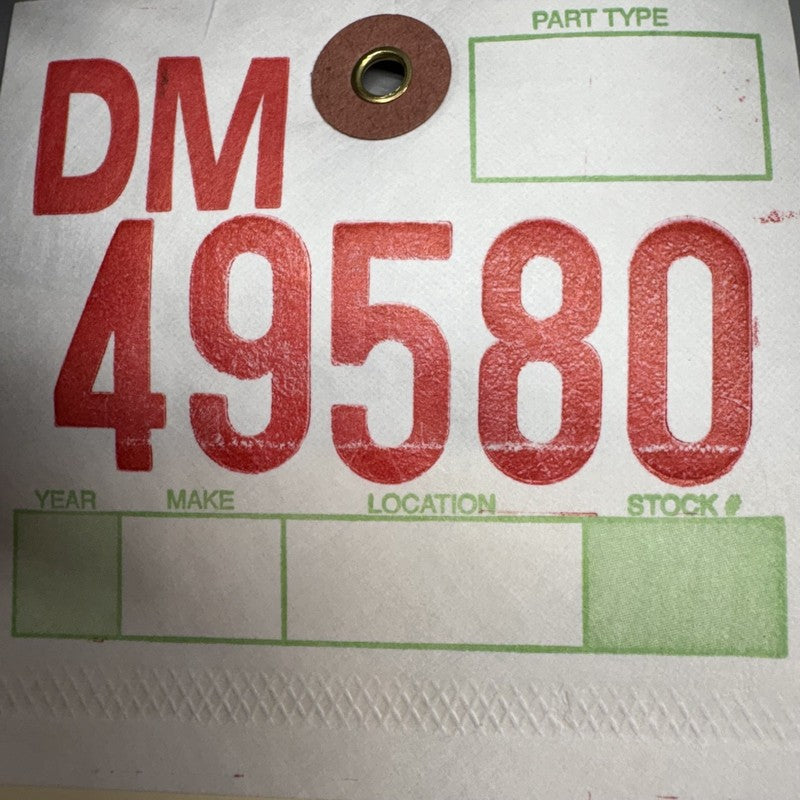 PART TYPE
DM
49580
YEAR MAKE LOCATION STOCK #